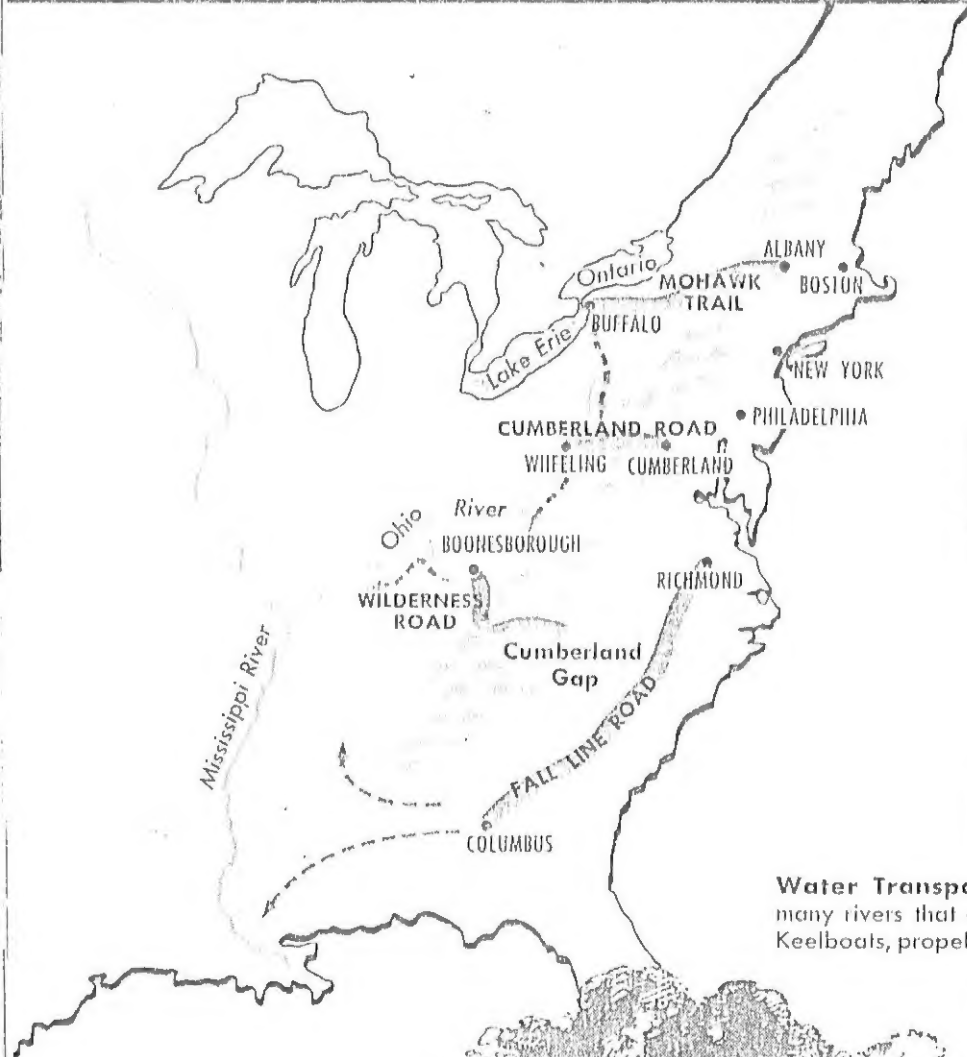 ALBANY
Ontario
MOHAWK
TRAIL
BOSTON
BUFFALO
Lake Erie
NEW YORK
PHILADELPHIA
CUMBERLAND ROAD
WHEELING
CUMBERLAND
River
Ohio
BOONESBOROUGH
RICHMOND
WILDERNESS
ROAD
Cumberland
Gap
Mississippi River
FALL LINE ROAD
COLUMBUS
Water Transpo
many rivers that
Keelboats, propel